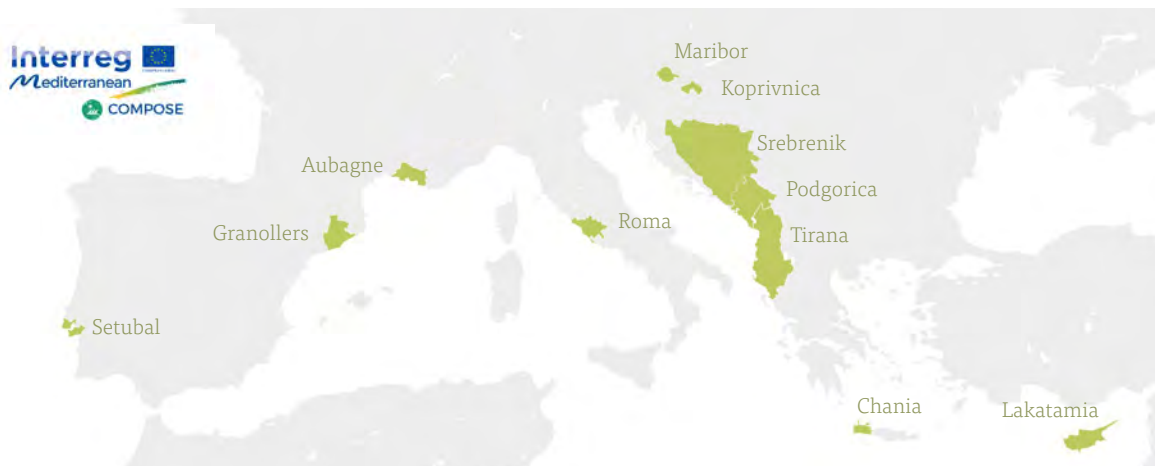 Interreg
Mediterranean
COMPOSE
Maribor
Koprivnica
Srebrenik
Aubagne
Podgorica
Granollers
Roma
Tirana
Setubal
Chania
Lakatamia